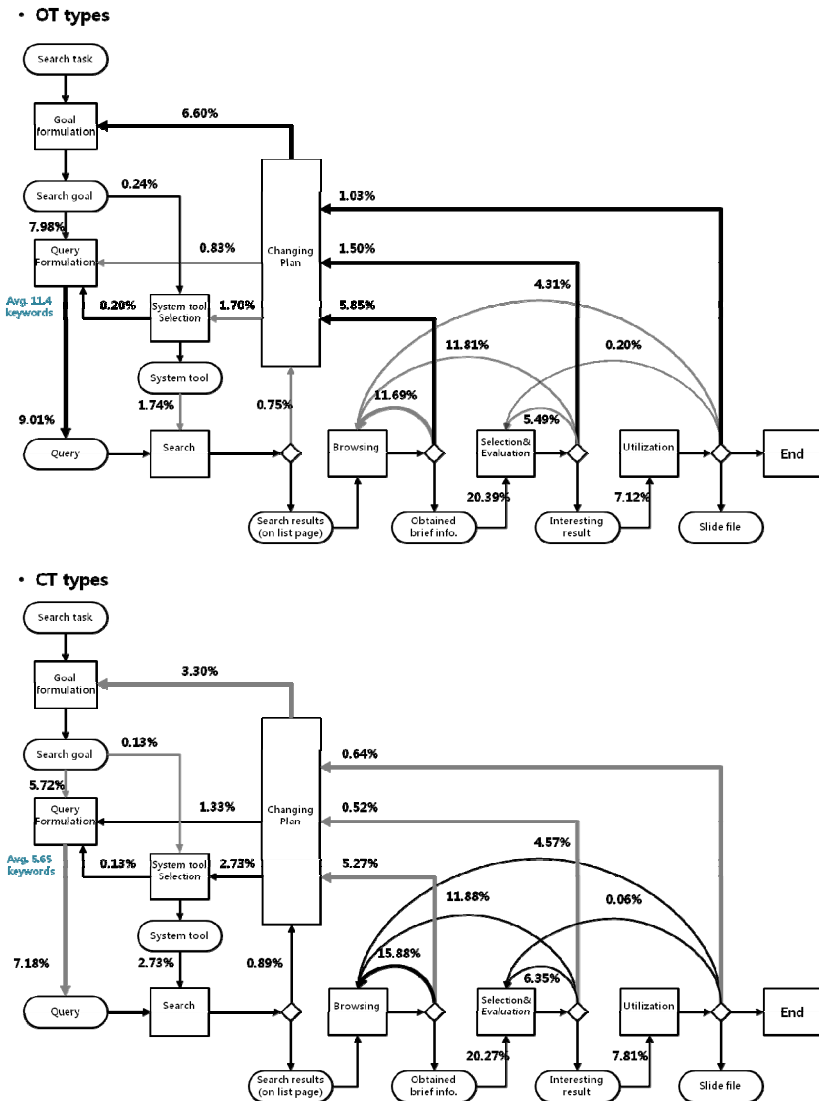 • OT types
Search task
6.60%
Goal
formulation
0.24%
Search goal
1.03%
7.98%
0.83%
1.50%
Query
Formulation
Changing
Plan
4.31%
Avg. 11.4
keywords
0.20%
System tool
Selection
1.70%
5.85%
11.81%
0.20%
System tool
11.69%
1.74%
0.75%
9.01%
5.49%
Query
Search
Browsing
Selection&
Evaluation
Utilization
End
20.39%
7.12%
Search results
(on list page)
Obtained
brief info.
Interesting
result
Slide file
• CT types
Search task
3.30%
Goal
formulation
0.13%
Search goal
0.64%
5.72%
1.33%
0.52%
Query
Formulation
Changing
Plan
4.57%
Avg. 5.65
keywords
0.13%
System tool
Selection
2.73%
5.27%
11.88%
0.06%
System tool
15.88%
7.18%
2.73%
0.89%
6.35%
Query
Search
Browsing
Selection&
Evaluation
Utilization
End
20.27%
7.81%
Search results
(on list page)
Obtained
brief info.
Interesting
result
Slide file